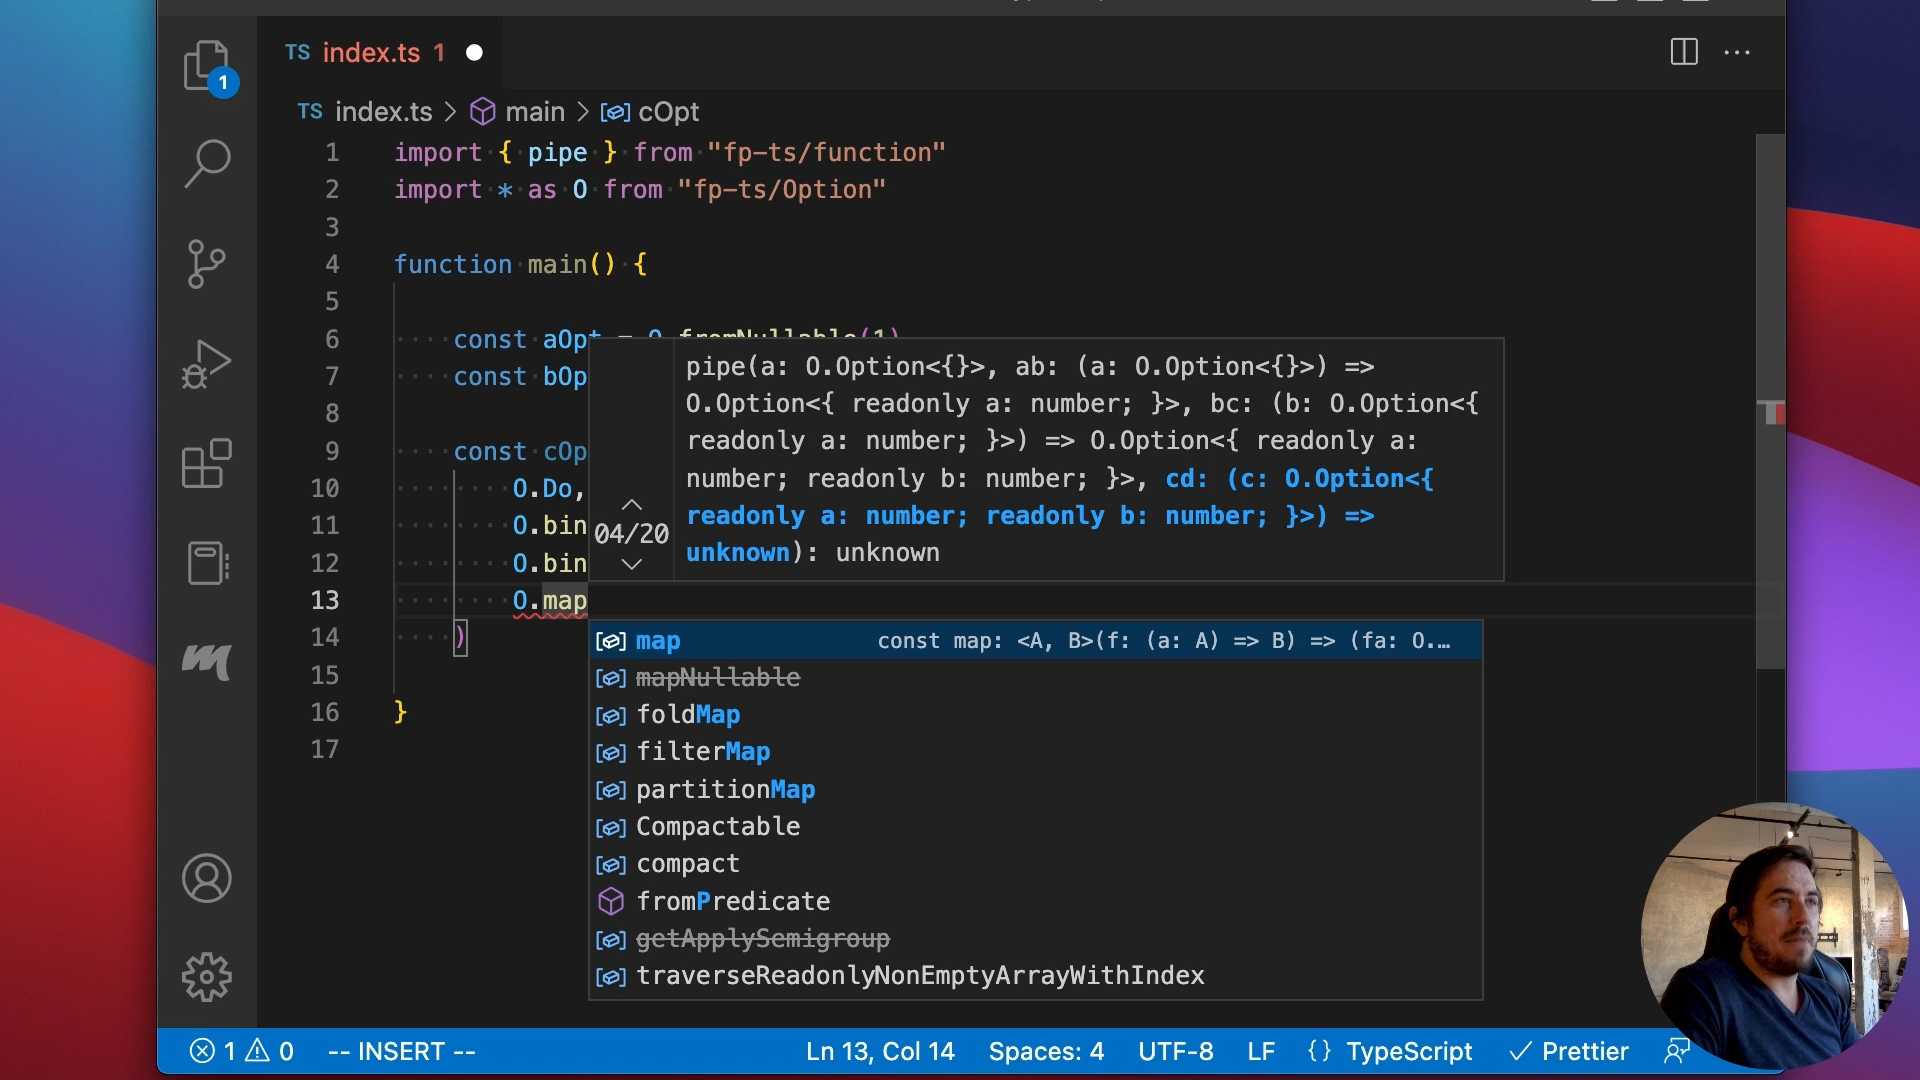 TS index.ts 1
TS index.ts > main > cOpt
1
1 import { pipe } from "fp-ts/function"
2 import * as O from "fp-ts/Option"
3
4 function main() {
5
6 const aOpt = O.fromNullable(1)
7 const bOp
8
9 const cOp
10 O.Do,
11 O.bin
12 O.bin
13 O.map
14 )
15
16 }
17
04/20
pipe(a: O.Option<{}>, ab: (a: O.Option<{}>) =>
O.Option<{ readonly a: number; }>, bc: (b: O.Option<{
readonly a: number; }>) => O.Option<{ readonly a:
number; readonly b: number; }>, cd: (c: O.Option<{
readonly a: number; readonly b: number; }>) =>
unknown): unknown
map const map: <A, B>(f: (a: A) => B) => (fa: O.…
mapNullable
foldMap
filterMap
partitionMap
Compactable
compact
fromPredicate
getApplySemigroup
traverseReadonlyNonEmptyArrayWithIndex
1 0 -- INSERT -- Ln 13, Col 14 Spaces: 4 UTF-8 LF {} TypeScript ✓ Prettier